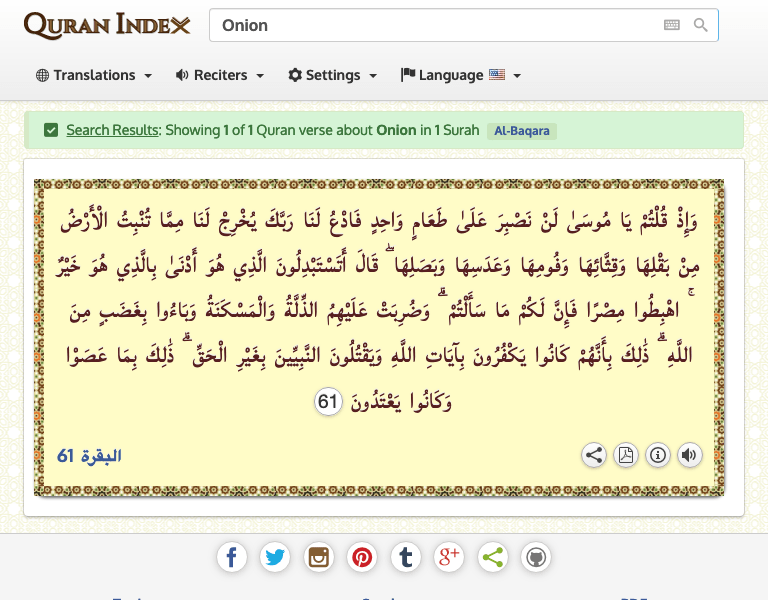 QURAN INDEX
Onion
Translations Reciters Settings Language
Search Results: Showing 1 of 1 Quran verse about Onion in 1 Surah Al-Baqara
وَإِذْ قُلْتُمْ يَا مُوسَىٰ لَنْ نَصْبِرَ عَلَىٰ طَعَامٍ وَاحِدٍ فَادْعُ لَنَا رَبَّكَ يُخْرِجْ لَنَا مِمَّا تُنْبِتُ الْأَرْضُ
مِنْ بَقْلِهَا وَقِثَّائِهَا وَفُومِهَا وَعَدَسِهَا وَبَصَلِهَا ۖ قَالَ أَتَسْتَبْدِلُونَ الَّذِي هُوَ أَدْنَىٰ بِالَّذِي هُوَ خَيْرٌ
ۚ اهْبِطُوا مِصْرًا فَإِنَّ لَكُمْ مَا سَأَلْتُمْ ۗ وَضُرِبَتْ عَلَيْهِمُ الذِّلَّةُ وَالْمَسْكَنَةُ وَبَاءُوا بِغَضَبٍ مِنَ
اللَّهِ ۗ ذَٰلِكَ بِأَنَّهُمْ كَانُوا يَكْفُرُونَ بِآيَاتِ اللَّهِ وَيَقْتُلُونَ النَّبِيِّينَ بِغَيْرِ الْحَقِّ ۗ ذَٰلِكَ بِمَا عَصَوْا
وَكَانُوا يَعْتَدُونَ 61
البقرة 61